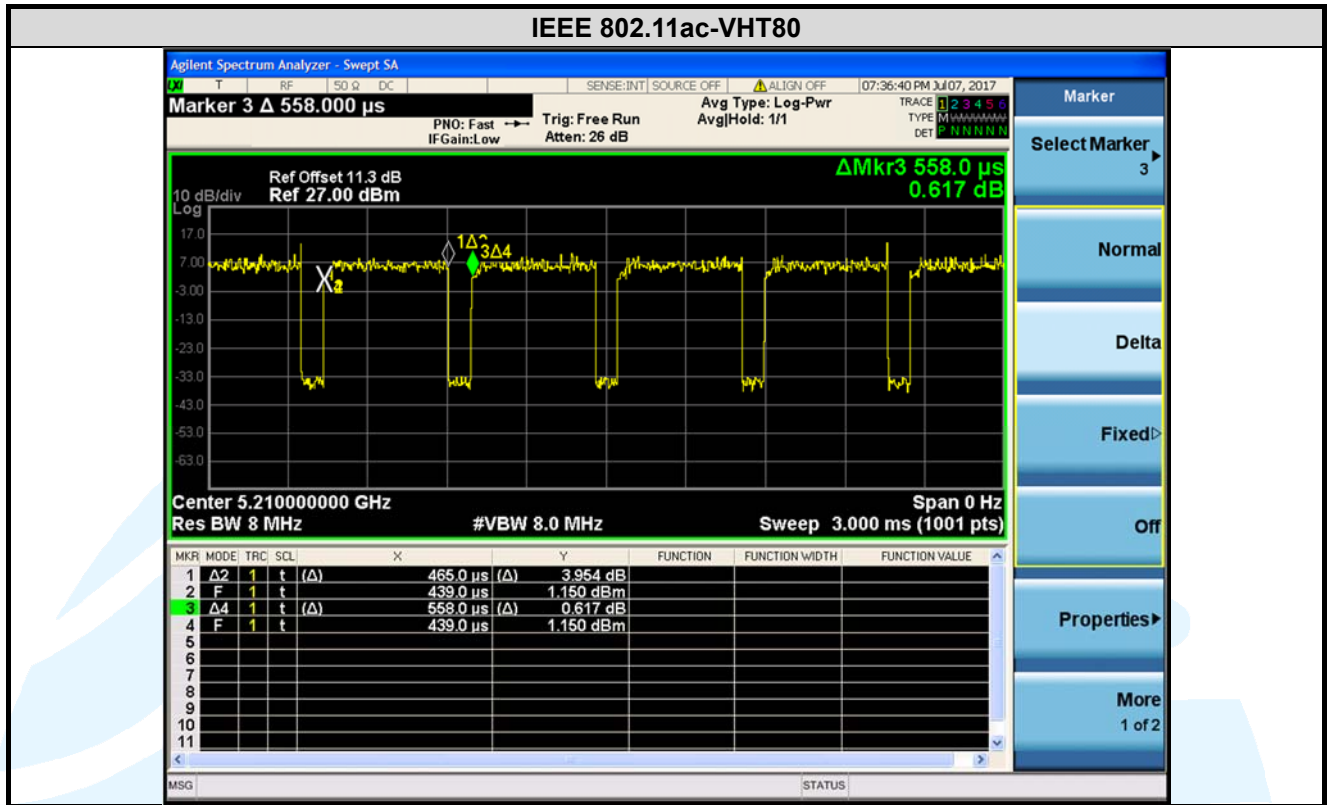 IEEE 802.11ac-VHT80
Agilent Spectrum Analyzer - Swept SA
LXI T RF 50 Ω DC SENSE:INT SOURCE OFF ALIGN OFF 07:36:40 PM Jul 07, 2017
Marker 3 Δ 558.000 µs
PNO: Fast
IFGain:Low
Trig: Free Run
Atten: 26 dB
Avg Type: Log-Pwr
Avg|Hold: 1/1
TRACE 1 2 3 4 5 6
TYPE M
DET P N N N N N
ΔMkr3 558.0 µs
0.617 dB
Ref Offset 11.3 dB
10 dB/div Ref 27.00 dBm
Log
17.0
7.00
-3.00
-13.0
-23.0
-33.0
-43.0
-53.0
-63.0
3Δ4
Center 5.210000000 GHz Span 0 Hz
Res BW 8 MHz #VBW 8.0 MHz Sweep 3.000 ms (1001 pts)
MKR MODE TRC SCL X Y FUNCTION FUNCTION WIDTH FUNCTION VALUE
1 Δ2 1 t (Δ) 465.0 µs (Δ) 3.954 dB
2 F 1 t 439.0 µs 1.150 dBm
3 Δ4 1 t (Δ) 558.0 µs (Δ) 0.617 dB
4 F 1 t 439.0 µs 1.150 dBm
5
6
7
8
9
10
11
MSG STATUS
Marker
Select Marker
3
Normal
Delta
Fixed
Off
Properties
More
1 of 2